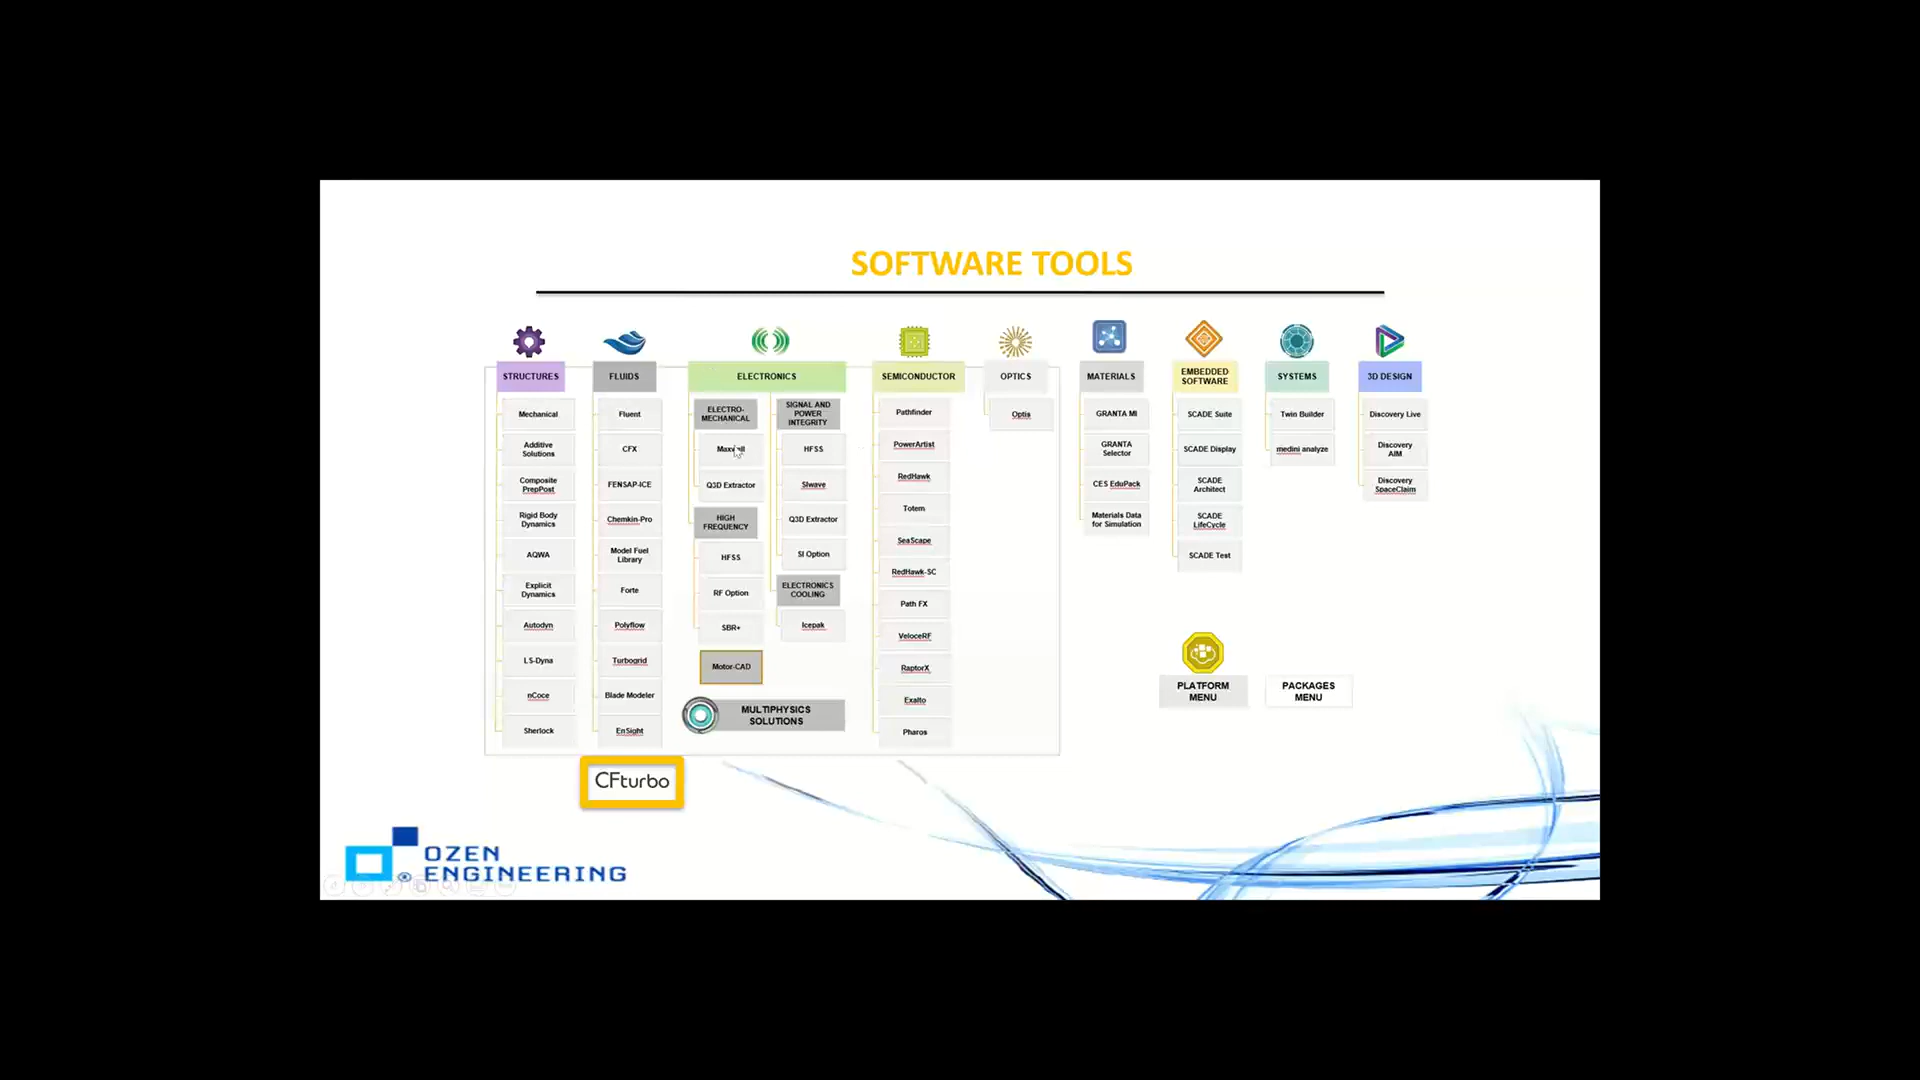 SOFTWARE TOOLS
STRUCTURES
Mechanical
Additive
Solutions
Composite
PrepPost
Rigid Body
Dynamics
AQWA
Explicit
Dynamics
Autodyn
LS-Dyna
nCoce
Sherlock
FLUIDS
Fluent
CFX
FENSAP-ICE
Chemkin-Pro
Model Fuel
Library
Forte
Polyflow
Turbogrid
Blade Modeler
EnSight
CFturbo
ELECTRONICS
ELECTRO-
MECHANICAL
Maxwell
Q3D Extractor
HIGH
FREQUENCY
HFSS
RF Option
SBR+
Motor-CAD
SIGNAL AND
POWER
INTEGRITY
HFSS
SIwave
Q3D Extractor
SI Option
ELECTRONICS
COOLING
Icepak
MULTIPHYSICS
SOLUTIONS
SEMICONDUCTOR
Pathfinder
PowerArtist
RedHawk
Totem
SeaScape
RedHawk-SC
Path FX
VeloceRF
RaptorX
Exalto
Pharos
OPTICS
Optis
MATERIALS
GRANTA MI
GRANTA
Selector
CES EduPack
Materials Data
for Simulation
EMBEDDED
SOFTWARE
SCADE Suite
SCADE Display
SCADE
Architect
SCADE
LifeCycle
SCADE Test
SYSTEMS
Twin Builder
medini analyze
3D DESIGN
Discovery Live
Discovery
AIM
Discovery
SpaceClaim
PLATFORM
MENU
PACKAGES
MENU
OZEN
ENGINEERING